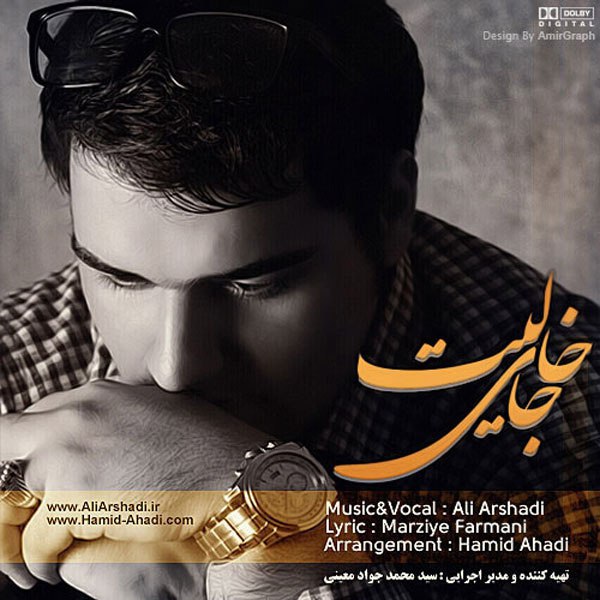 DOLBY
DIGITAL
Design By AmirGraph
جای خالیت
www.AliArshadi.ir
www.Hamid-Ahadi.com
Music&Vocal : Ali Arshadi
Lyric : Marziye Farmani
Arrangement : Hamid Ahadi
تهیه کننده و مدیر اجرایی : سید محمد جواد معینی